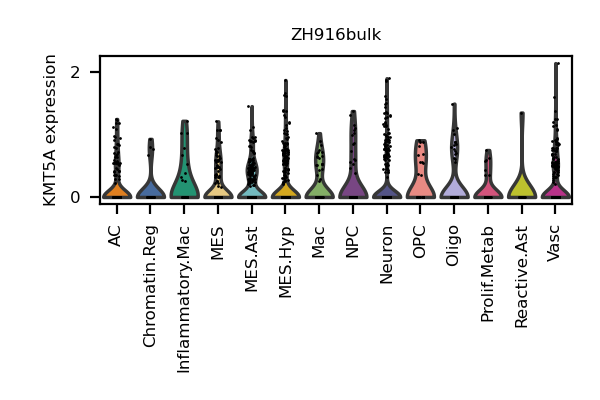 ZH916bulk
KMT5A expression
2
0
AC
Chromatin.Reg
Inflammatory.Mac
MES
MES.Ast
MES.Hyp
Mac
NPC
Neuron
OPC
Oligo
Prolif.Metab
Reactive.Ast
Vasc